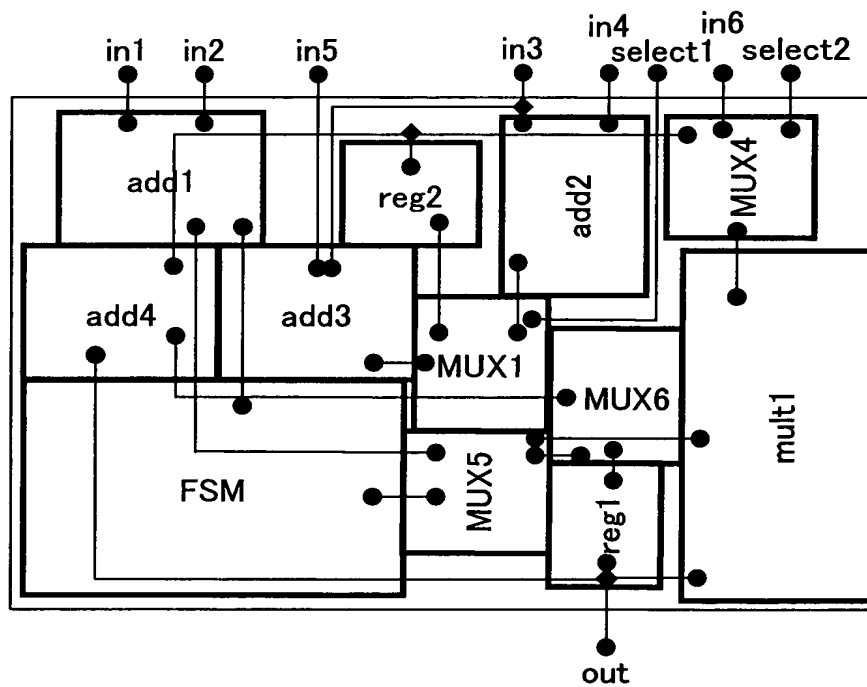 in1
in2
in5
in3
in4
select1
in6
select2
add1
reg2
add2
MUX4
add4
add3
MUX1
MUX6
mult1
FSM
MUX5
reg1
out